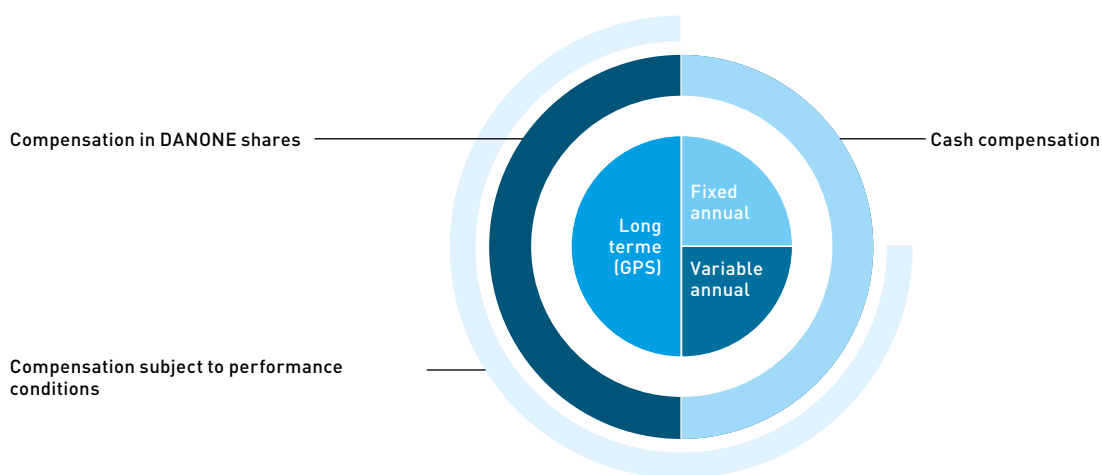 Compensation in DANONE shares
Cash compensation
Fixed
annual
Long
terme
(GPS)
Variable
annual
Compensation subject to performance
conditions